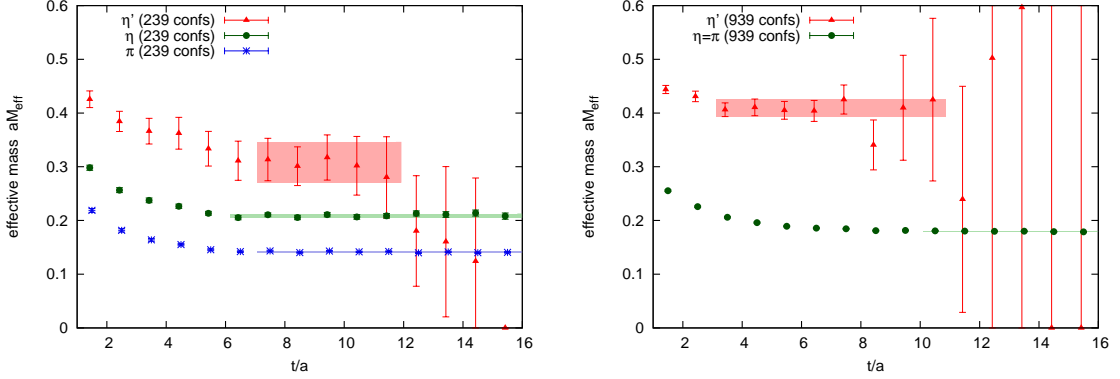 η' (239 confs)
η (239 confs)
π (239 confs)
effective mass aM_eff
0.6
0.5
0.4
0.3
0.2
0.1
0
2 4 6 8 10 12 14 16
t/a
η' (939 confs)
η=π (939 confs)
effective mass aM_eff
0.6
0.5
0.4
0.3
0.2
0.1
0
2 4 6 8 10 12 14 16
t/a